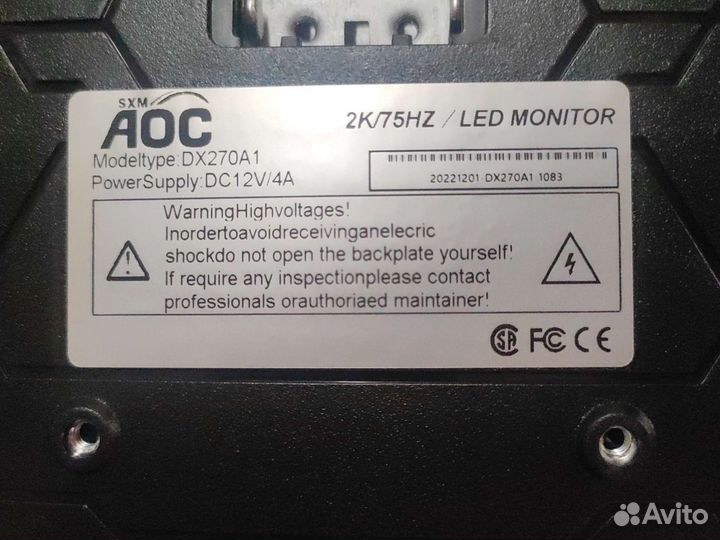 SXM
AOC
2K/75HZ / LED MONITOR
Modeltype:DX270A1
PowerSupply:DC12V/4A
20221201 DX270A1 1083
WarningHighvoltages!
Inordertoavoidreceivinganelecric
shockdo not open the backplate yourself!
If require any inspectionplease contact
professionals orauthoriaed maintainer!
SA FC CE
Avito